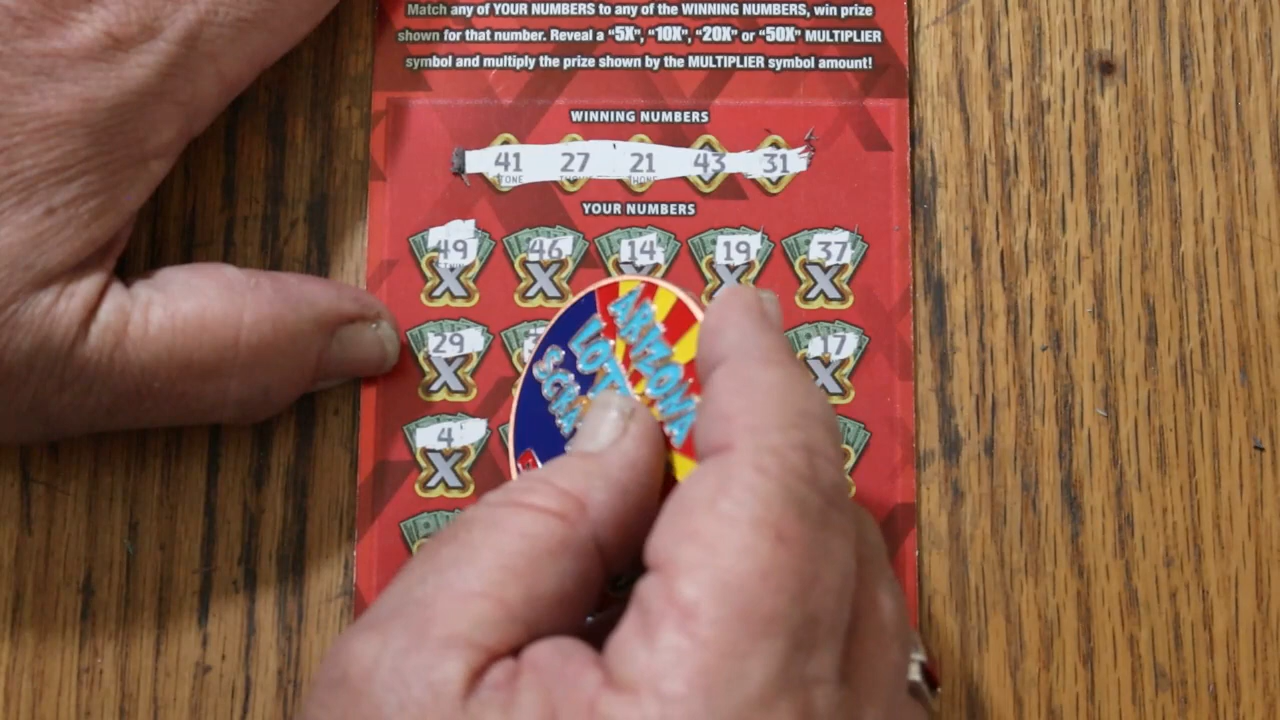 Match any of YOUR NUMBERS to any of the WINNING NUMBERS, win prize
shown for that number. Reveal a “5X”, “10X”, “20X” or “50X” MULTIPLIER
symbol and multiply the prize shown by the MULTIPLIER symbol amount!
WINNING NUMBERS
41 27 21 43 31
YOUR NUMBERS
49 46 14 19 37
X X X X X
29 17
X X
4
X
ARIZONA